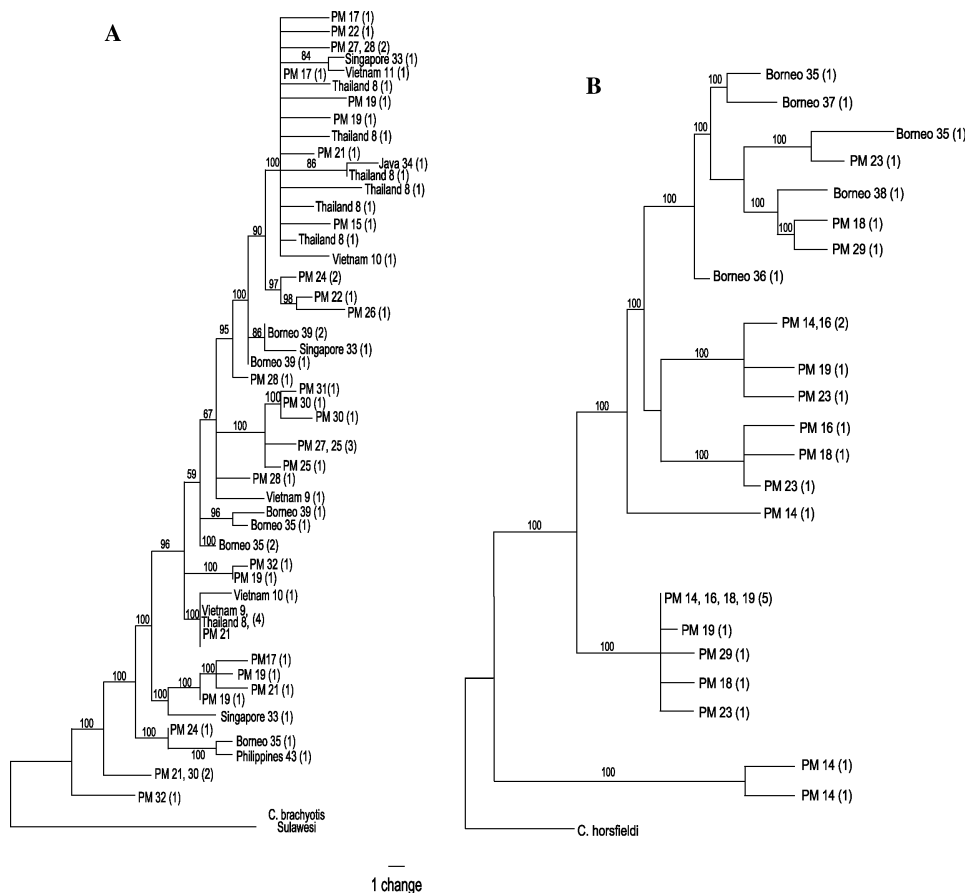 A
PM 17 (1)
PM 22 (1)
PM 27, 28 (2)
84
Singapore 33 (1)
PM 17 (1)
Vietnam 11 (1)
Thailand 8 (1)
PM 19 (1)
PM 19 (1)
Thailand 8 (1)
PM 21 (1)
100
86
Java 34 (1)
Thailand 8 (1)
Thailand 8 (1)
Thailand 8 (1)
PM 15 (1)
90
Thailand 8 (1)
Vietnam 10 (1)
97
PM 24 (2)
98
PM 22 (1)
PM 26 (1)
100
95
86
Borneo 39 (2)
Singapore 33 (1)
Borneo 39 (1)
PM 28 (1)
PM 31(1)
100
PM 30 (1)
PM 30 (1)
67
100
PM 27, 25 (3)
PM 25 (1)
59
PM 28 (1)
Vietnam 9 (1)
96
Borneo 39 (1)
Borneo 35 (1)
100
Borneo 35 (2)
96
100
PM 32 (1)
PM 19 (1)
Vietnam 10 (1)
100
Vietnam 9,
Thailand 8, (4)
PM 21
100
PM17 (1)
100
PM 19 (1)
100
PM 21 (1)
100
PM 19 (1)
Singapore 33 (1)
100
PM 24 (1)
100
100
Borneo 35 (1)
Philippines 43 (1)
100
PM 21, 30 (2)
PM 32 (1)
C. brachyotis
Sulawesi
B
Borneo 35 (1)
Borneo 37 (1)
100
Borneo 35 (1)
100
PM 23 (1)
Borneo 38 (1)
100
100
PM 18 (1)
100
PM 29 (1)
Borneo 36 (1)
100
PM 14,16 (2)
100
PM 19 (1)
PM 23 (1)
100
PM 16 (1)
100
PM 18 (1)
PM 23 (1)
PM 14 (1)
100
PM 14, 16, 18, 19 (5)
PM 19 (1)
100
PM 29 (1)
PM 18 (1)
PM 23 (1)
100
PM 14 (1)
PM 14 (1)
C. horsfieldi
1 change